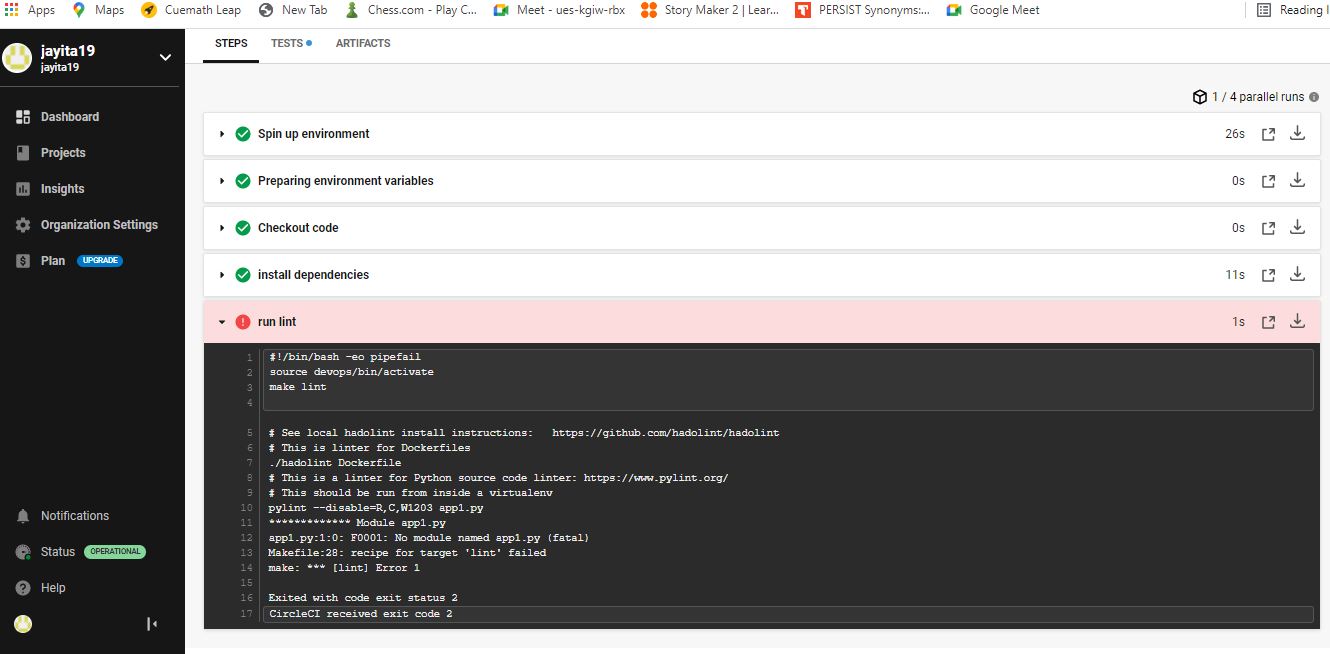 Apps Maps Cuemath Leap New Tab Chess.com - Play C... Meet - ues-kgiw-rbx Story Maker 2 | Lear... PERSIST Synonyms:... Google Meet Reading l
jayita19
jayita19
Dashboard
Projects
Insights
Organization Settings
Plan UPGRADE
Notifications
Status OPERATIONAL
Help
STEPS TESTS ARTIFACTS
1 / 4 parallel runs
Spin up environment 26s
Preparing environment variables 0s
Checkout code 0s
install dependencies 11s
run lint 1s
1 #!/bin/bash -eo pipefail
2 source devops/bin/activate
3 make lint
4
5 # See local hadolint install instructions:   https://github.com/hadolint/hadolint
6 # This is linter for Dockerfiles
7 ./hadolint Dockerfile
8 # This is a linter for Python source code linter: https://www.pylint.org/
9 # This should be run from inside a virtualenv
10 pylint --disable=R,C,W1203 app1.py
11 ************* Module app1.py
12 app1.py:1:0: F0001: No module named app1.py (fatal)
13 Makefile:28: recipe for target 'lint' failed
14 make: *** [lint] Error 1
15
16 Exited with code exit status 2
17 CircleCI received exit code 2